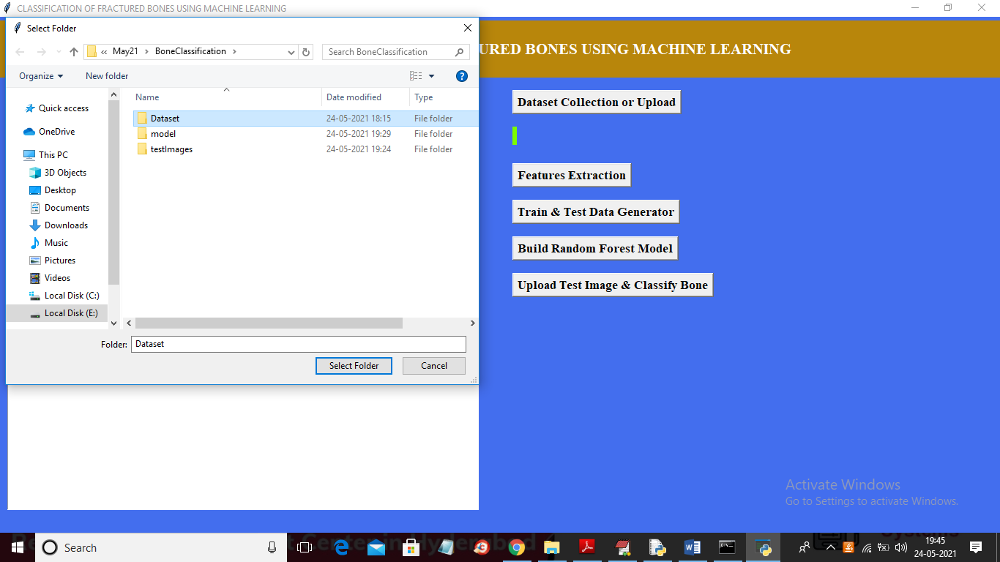 CLASSIFICATION OF FRACTURED BONES USING MACHINE LEARNING
Select Folder
« May21 › BoneClassification ›
Search BoneClassification
URED BONES USING MACHINE LEARNING
Organize
New folder
?
Name
Date modified
Type
Quick access
OneDrive
This PC
3D Objects
Desktop
Documents
Downloads
Music
Pictures
Videos
Local Disk (C:)
Local Disk (E:)
Dataset 24-05-2021 18:15 File folder
model 24-05-2021 19:29 File folder
testImages 24-05-2021 19:24 File folder
Folder: Dataset
Select Folder
Cancel
Dataset Collection or Upload
Features Extraction
Train & Test Data Generator
Build Random Forest Model
Upload Test Image & Classify Bone
Activate Windows
Go to Settings to activate Windows.
Search
19:45
24-05-2021